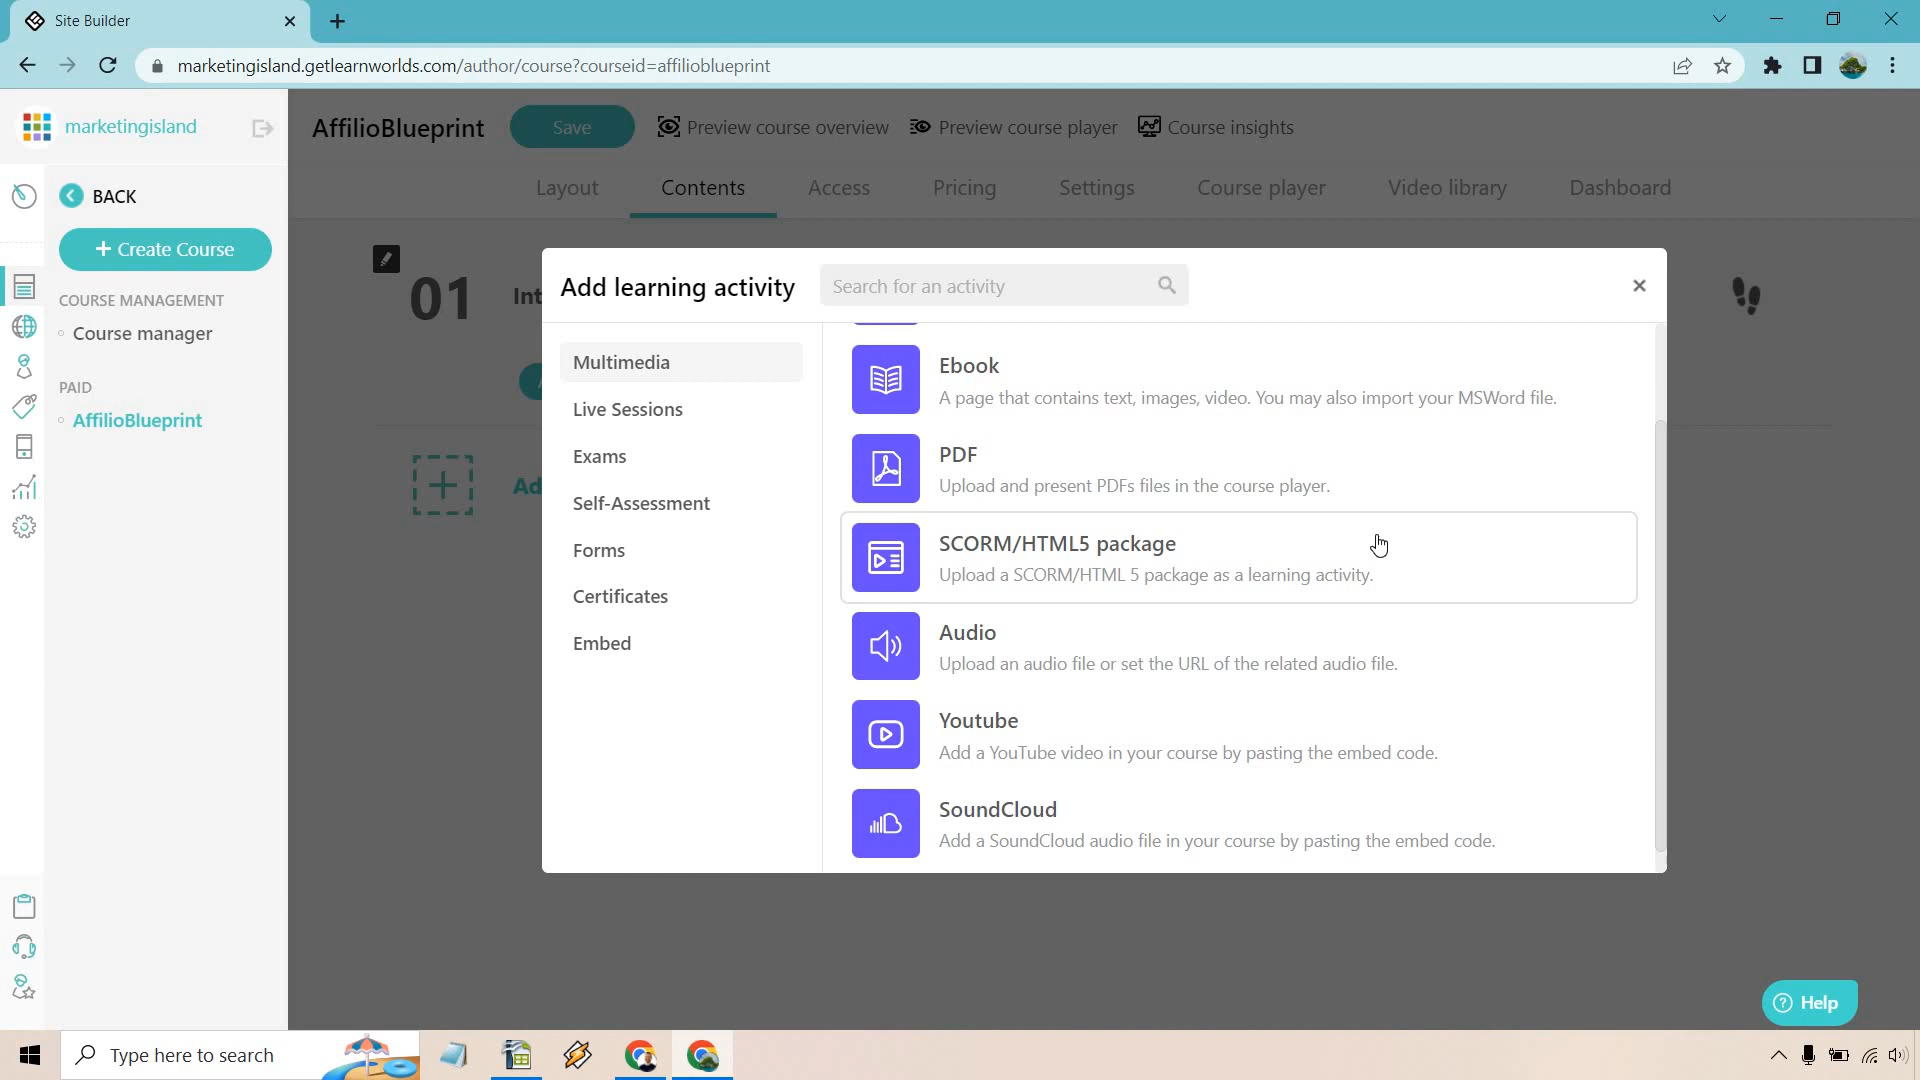 Site Builder
marketingisland.getlearnworlds.com/author/course?courseid=affilioblueprint
marketingisland
AffilioBlueprint
Save
Preview course overview
Preview course player
Course insights
BACK
Layout
Contents
Access
Pricing
Settings
Course player
Video library
Dashboard
+ Create Course
COURSE MANAGEMENT
Course manager
PAID
AffilioBlueprint
01
Int
Ad
Add learning activity
Search for an activity
Multimedia
Live Sessions
Exams
Self-Assessment
Forms
Certificates
Embed
Ebook
A page that contains text, images, video. You may also import your MSWord file.
PDF
Upload and present PDFs files in the course player.
SCORM/HTML5 package
Upload a SCORM/HTML 5 package as a learning activity.
Audio
Upload an audio file or set the URL of the related audio file.
Youtube
Add a YouTube video in your course by pasting the embed code.
SoundCloud
Add a SoundCloud audio file in your course by pasting the embed code.
Help
Type here to search